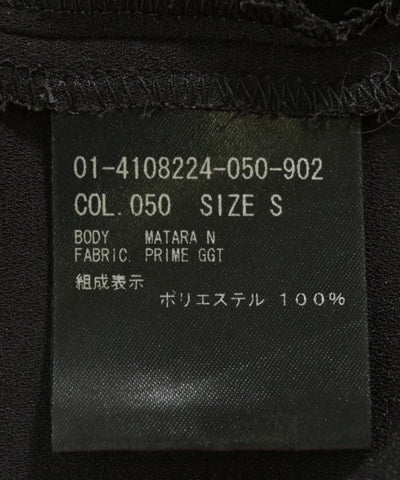 01-4108224-050-902
COL.050 SIZE S
BODY. MATARA N
FABRIC. PRIME GGT
組成表示
ポリエステル 100%